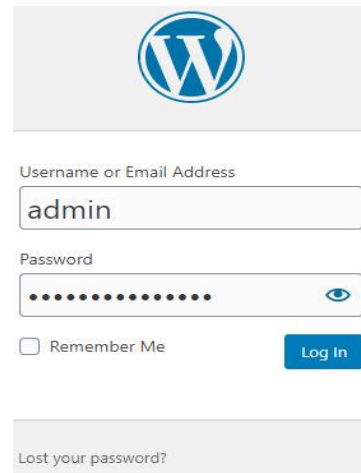 Username or Email Address
admin
Password
•••••••••••••••
Remember Me
Log In
Lost your password?